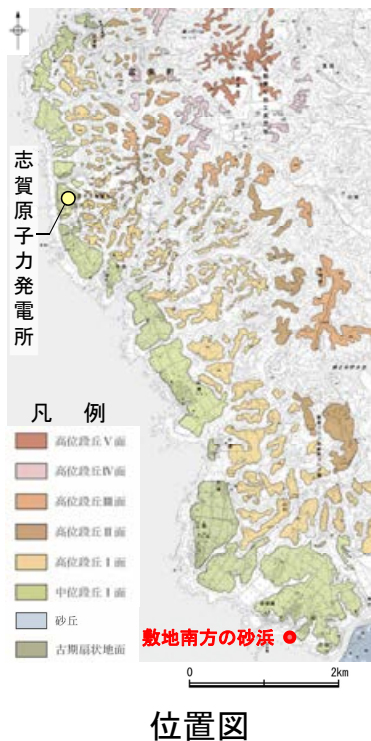 志賀原子力発電所
凡 例
高位段丘Ⅴ面
高位段丘Ⅳ面
高位段丘Ⅲ面
高位段丘Ⅱ面
高位段丘Ⅰ面
中位段丘Ⅰ面
砂丘
古期扇状地面
敷地南方の砂浜
0 2km
位置図